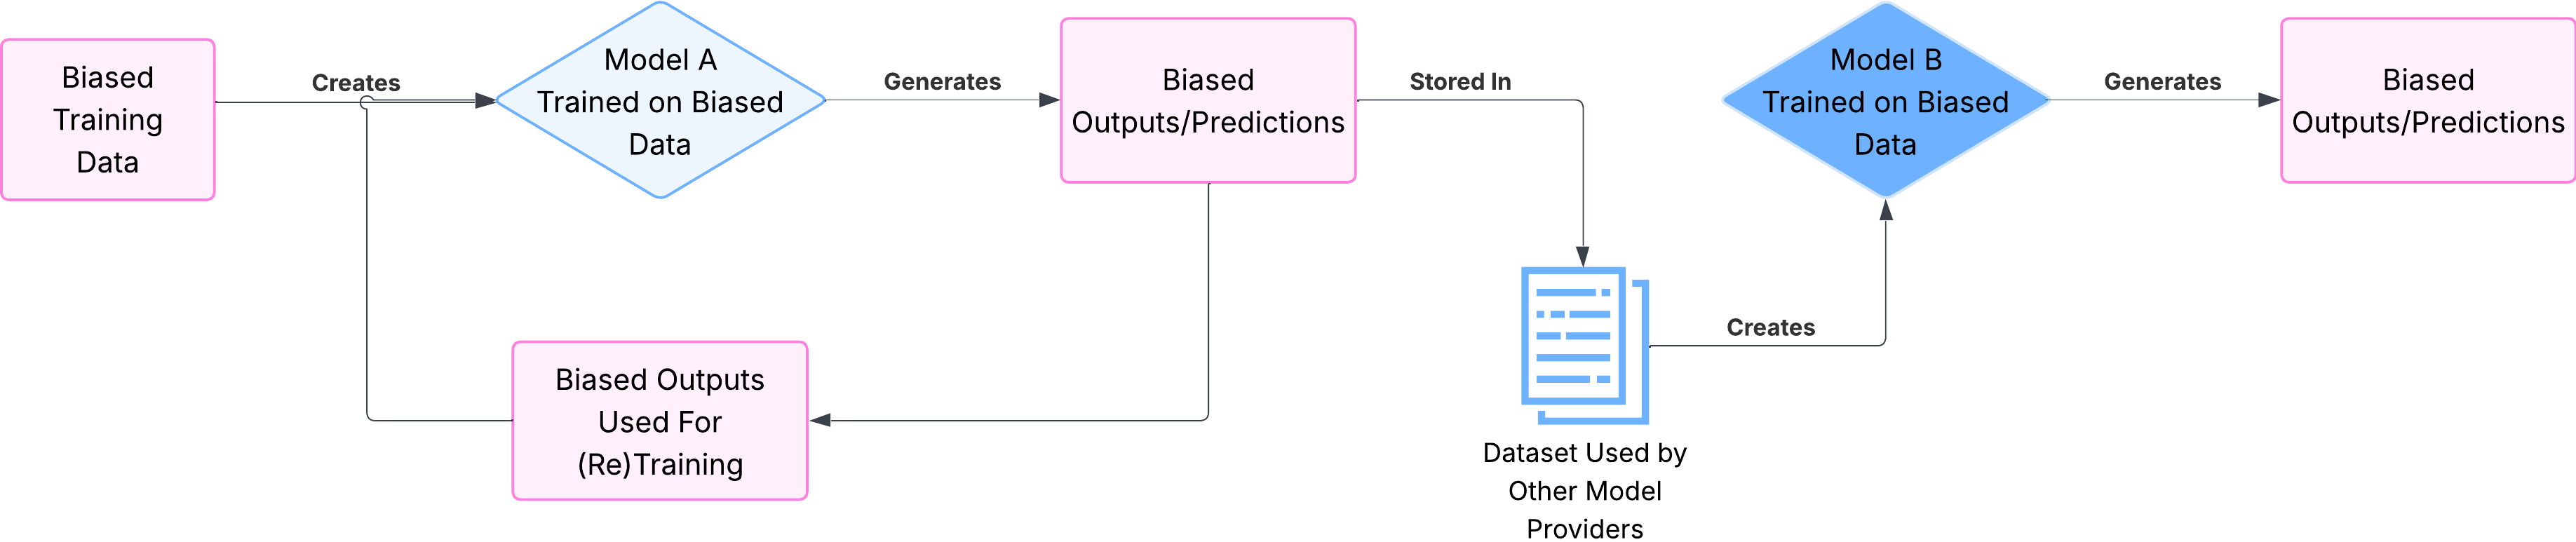 Biased
Training
Data
Creates
Model A
Trained on Biased
Data
Generates
Biased
Outputs/Predictions
Stored In
Model B
Trained on Biased
Data
Generates
Biased
Outputs/Predictions
Biased Outputs
Used For
(Re)Training
Creates
Dataset Used by
Other Model
Providers